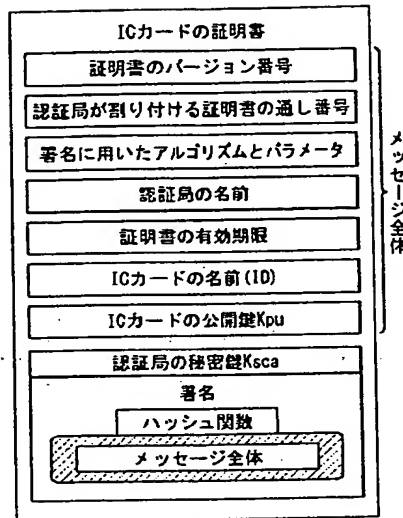 ICカードの証明書
証明書のバージョン番号
認証局が割り付ける証明書の通し番号
署名に用いたアルゴリズムとパラメータ
認証局の名前
証明書の有効期限
ICカードの名前(ID)
ICカードの公開鍵Kpu
メッセージ全体
認証局の秘密鍵Ksca
署名
ハッシュ関数
メッセージ全体